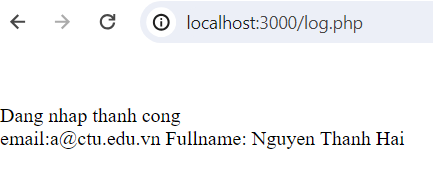 localhost:3000/log.php
Dang nhap thanh cong
email:a@ctu.edu.vn Fullname: Nguyen Thanh Hai